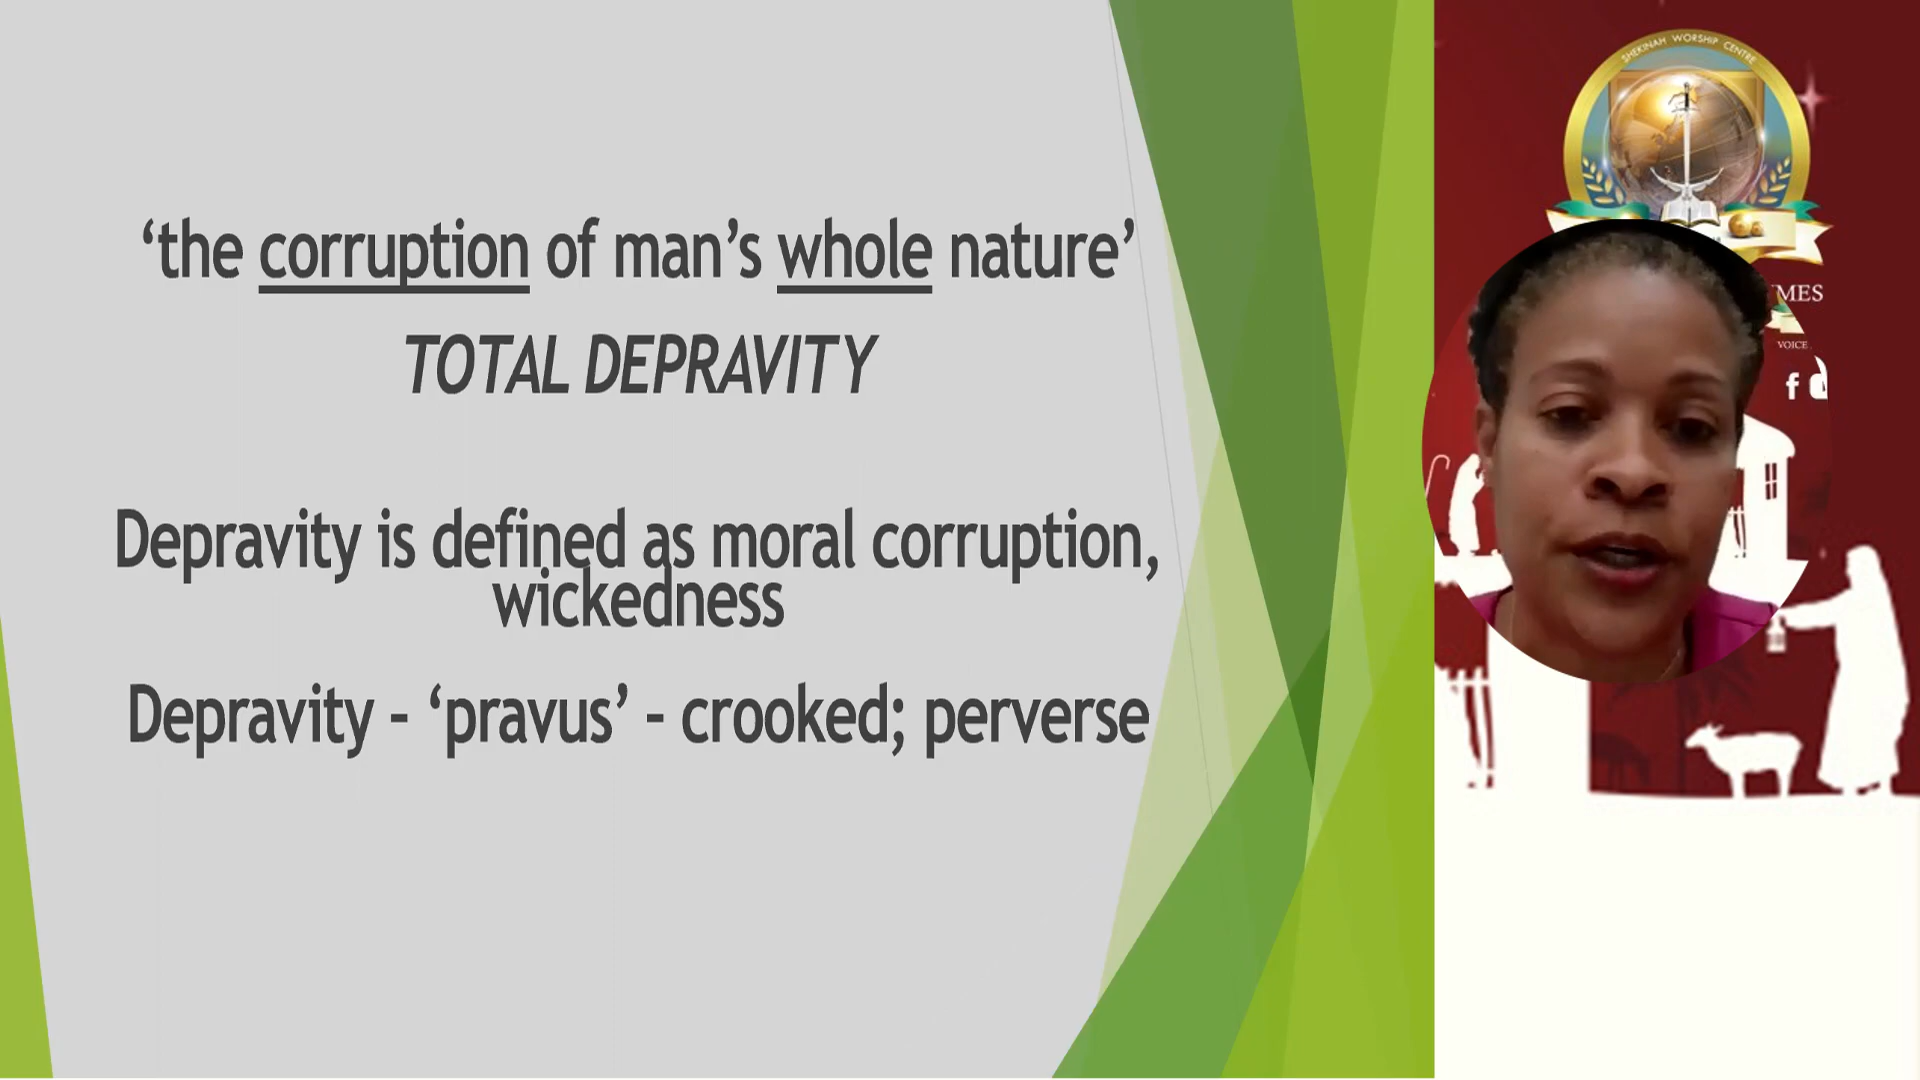 ‘the corruption of man’s whole nature’
TOTAL DEPRAVITY
Depravity is defined as moral corruption,
wickedness
Depravity - ‘pravus’ - crooked; perverse
SHEKINAH WORSHIP CENTRE
VOICE
f